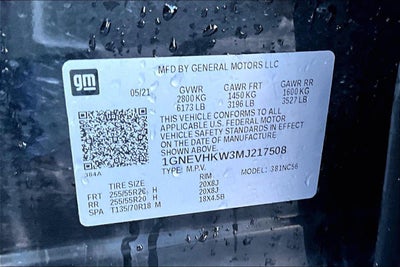 gm
MFD BY GENERAL MOTORS LLC
05/21 GVWR GAWR FRT GAWR RR
2800 KG 1450 KG 1600 KG
6173 LB 3196 LB 3527 LB
THIS VEHICLE CONFORMS TO ALL
APPLICABLE U.S. FEDERAL MOTOR
VEHICLE SAFETY STANDARDS IN EFFECT
ON THE DATE OF MANUFACTURE
SHOWN ABOVE.
1GNEVHKW3MJ217508
TYPE: M.P.V. MODEL: 381NC56
384A
TIRE SIZE RIM
FRT 255/55R20 H 20X8J
RR 255/55R20 H 20X8J
SPA T135/70R18 M 18X4.5B